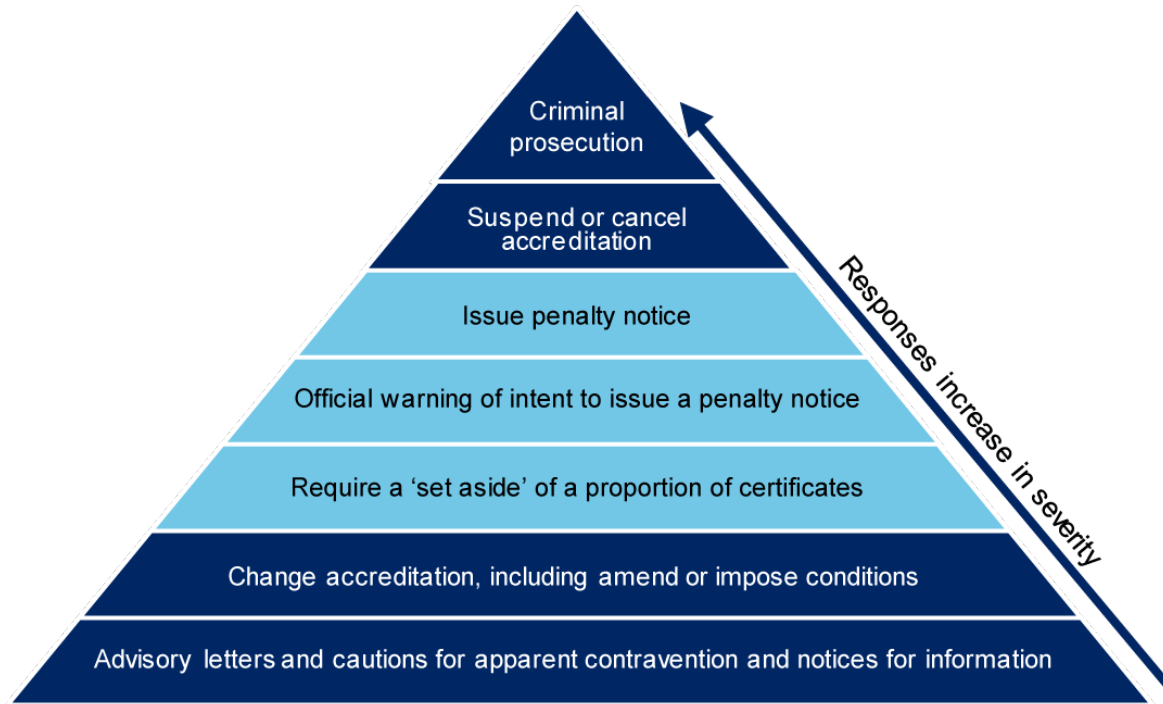 Criminal
prosecution
Suspend or cancel
accreditation
Issue penalty notice
Official warning of intent to issue a penalty notice
Require a ‘set aside’ of a proportion of certificates
Change accreditation, including amend or impose conditions
Advisory letters and cautions for apparent contravention and notices for information
Responses increase in severity